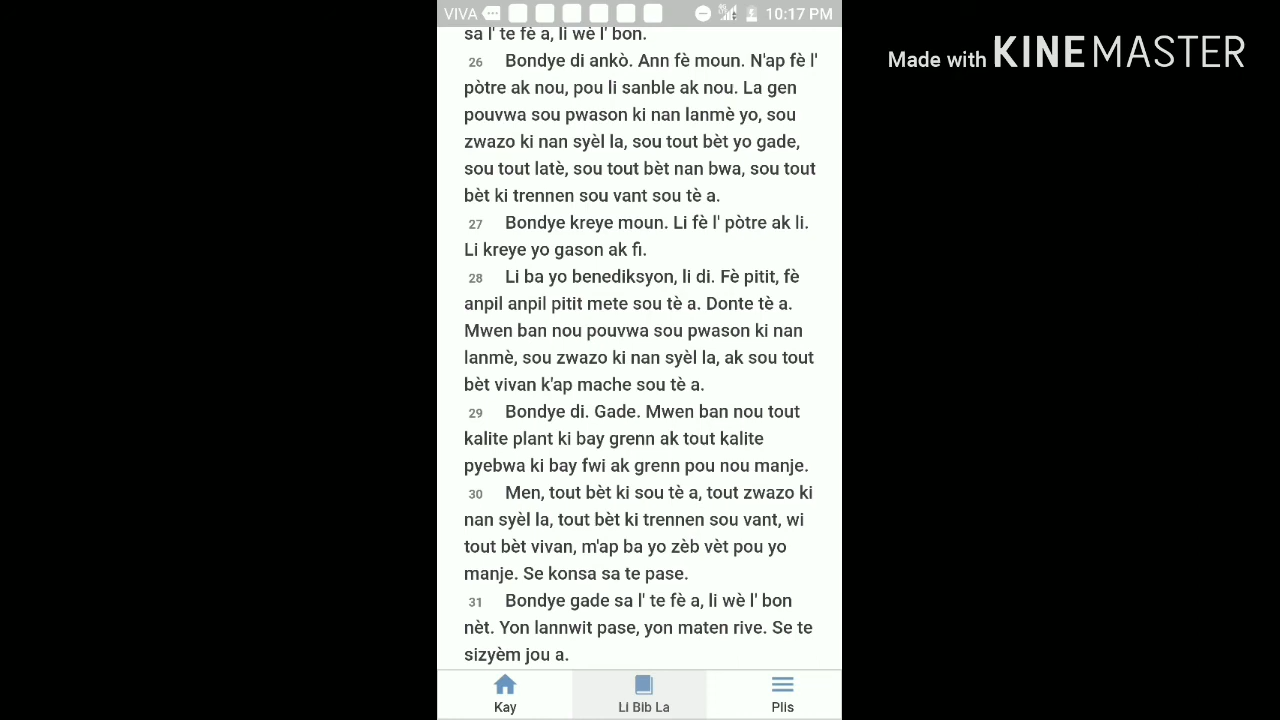 VIVA
10:17 PM
Made with KINEMASTER
sa l' te fè a, li wè l' bon.
26 Bondye di ankò. Ann fè moun. N'ap fè l'
pòtre ak nou, pou li sanble ak nou. La gen
pouvwa sou pwason ki nan lanmè yo, sou
zwazo ki nan syèl la, sou tout bèt yo gade,
sou tout latè, sou tout bèt nan bwa, sou tout
bèt ki trennen sou vant sou tè a.
27 Bondye kreye moun. Li fè l' pòtre ak li.
Li kreye yo gason ak fi.
28 Li ba yo benediksyon, li di. Fè pitit, fè
anpil anpil pitit mete sou tè a. Donte tè a.
Mwen ban nou pouvwa sou pwason ki nan
lanmè, sou zwazo ki nan syèl la, ak sou tout
bèt vivan k'ap mache sou tè a.
29 Bondye di. Gade. Mwen ban nou tout
kalite plant ki bay grenn ak tout kalite
pyebwa ki bay fwi ak grenn pou nou manje.
30 Men, tout bèt ki sou tè a, tout zwazo ki
nan syèl la, tout bèt ki trennen sou vant, wi
tout bèt vivan, m'ap ba yo zèb vèt pou yo
manje. Se konsa sa te pase.
31 Bondye gade sa l' te fè a, li wè l' bon
nèt. Yon lannwit pase, yon maten rive. Se te
sizyèm jou a.
Kay
Li Bib La
Plis